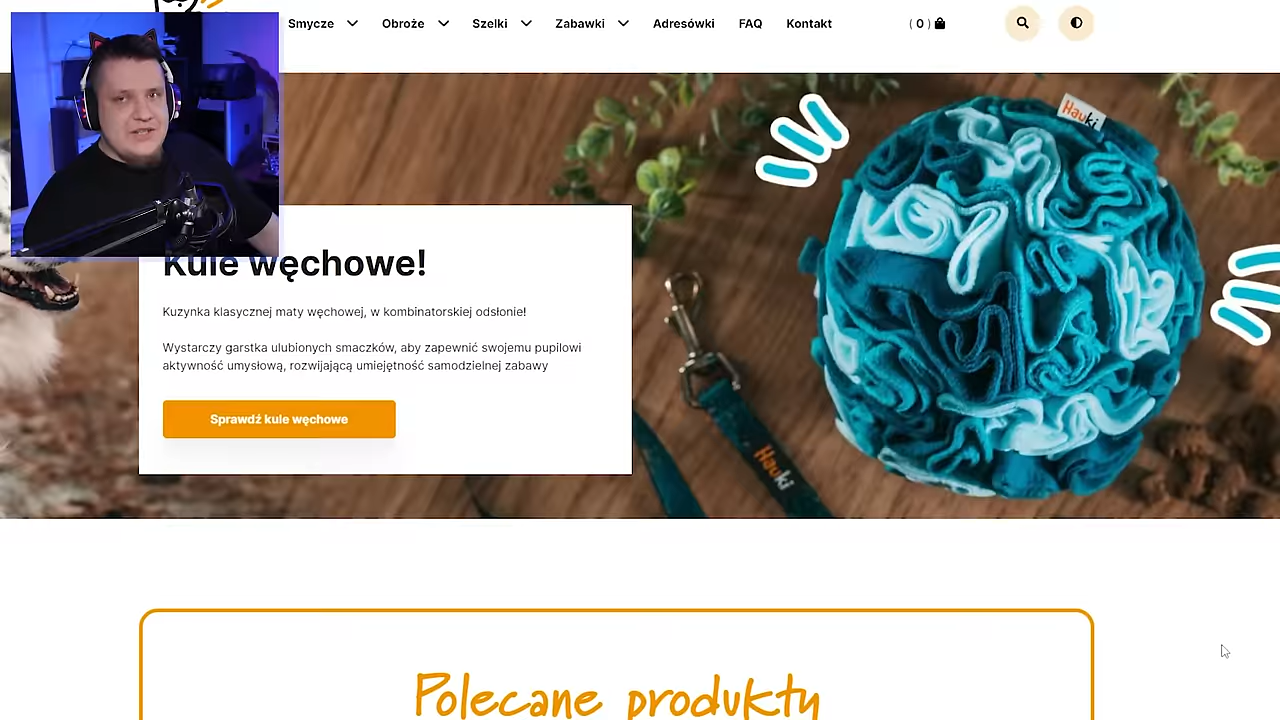 Smycze Obroże Szelki Zabawki Adresówki FAQ Kontakt ( 0 )
Hauki
Kule węchowe!
Kuzynka klasycznej maty węchowej, w kombinatorskiej odsłonie!
Wystarczy garstka ulubionych smaczków, aby zapewnić swojemu pupilowi
aktywność umysłową, rozwijającą umiejętność samodzielnej zabawy
Sprawdź kule węchowe
Hauki
Polecane produkty